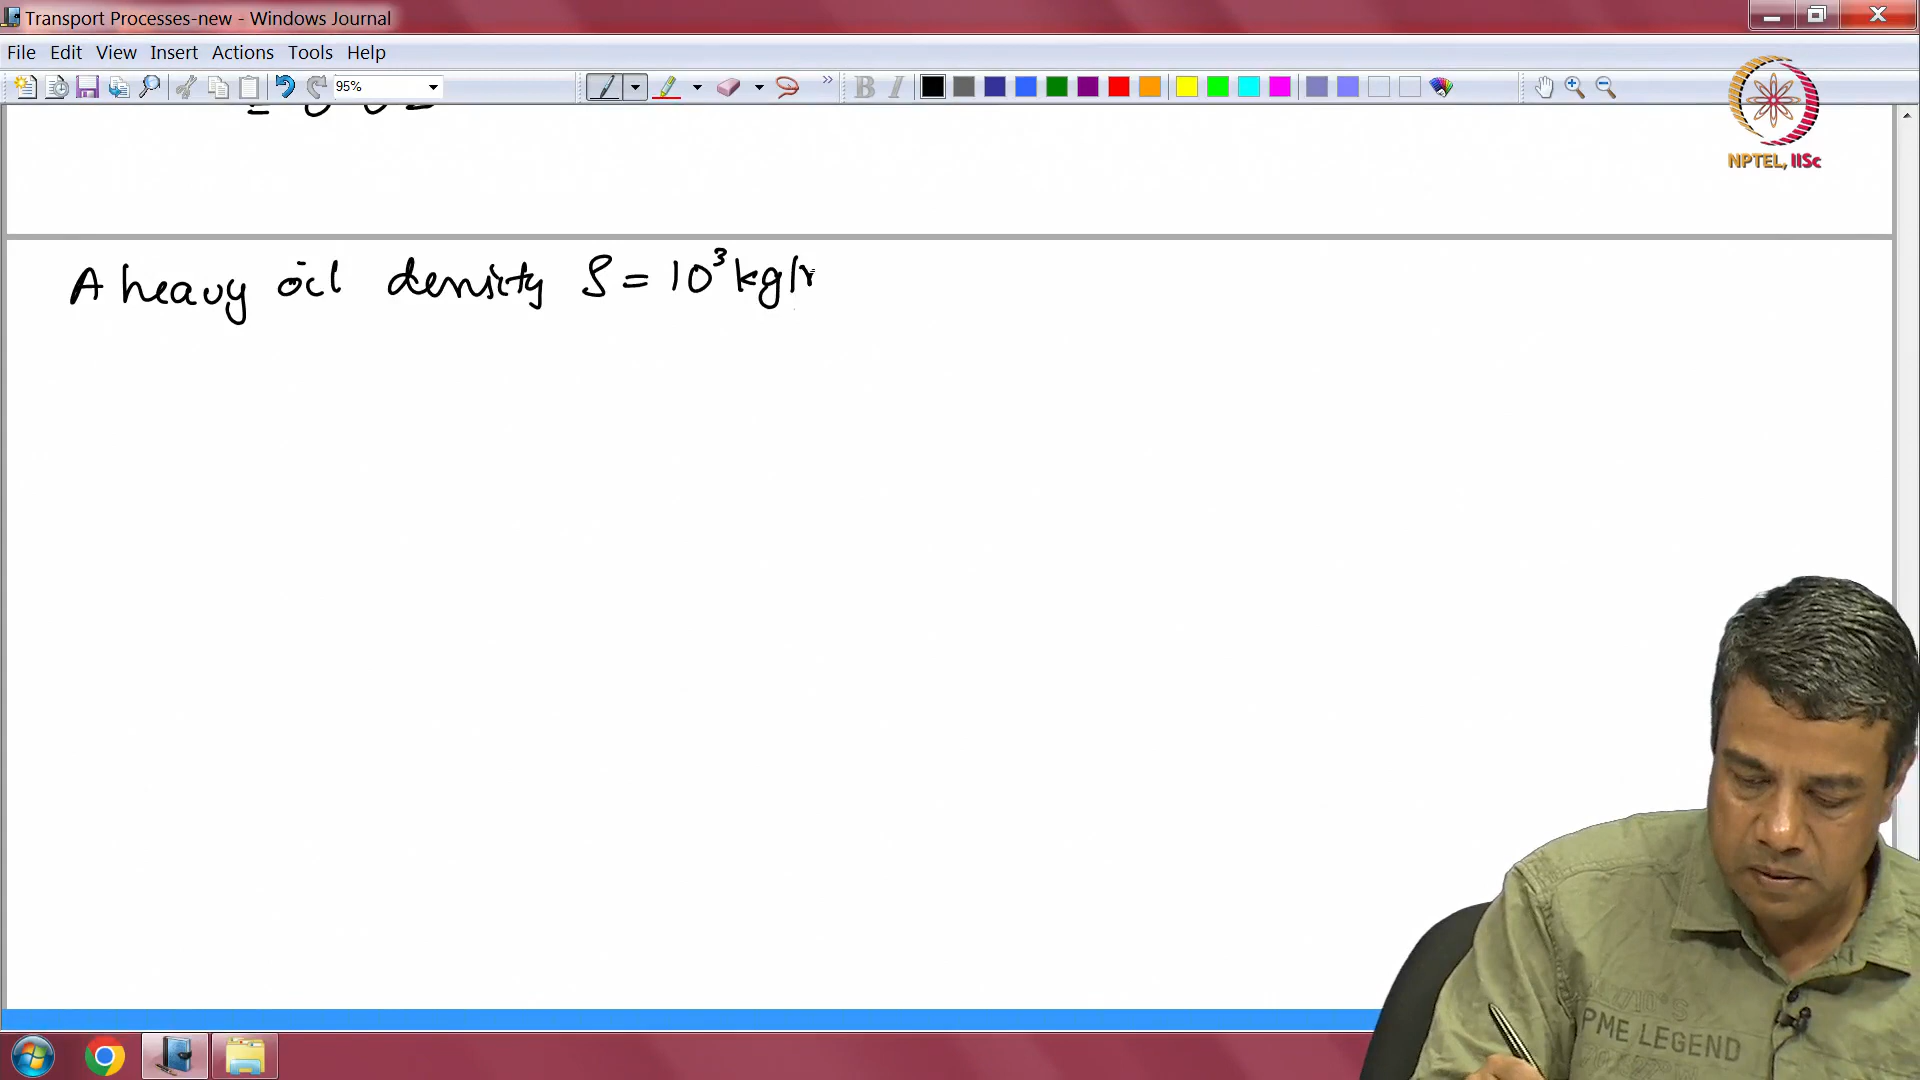 Transport Processes-new - Windows Journal
File Edit View Insert Actions Tools Help
95%
NPTEL, IISc
A heavy oil density ρ = 10³ kg/
PME LEGEND